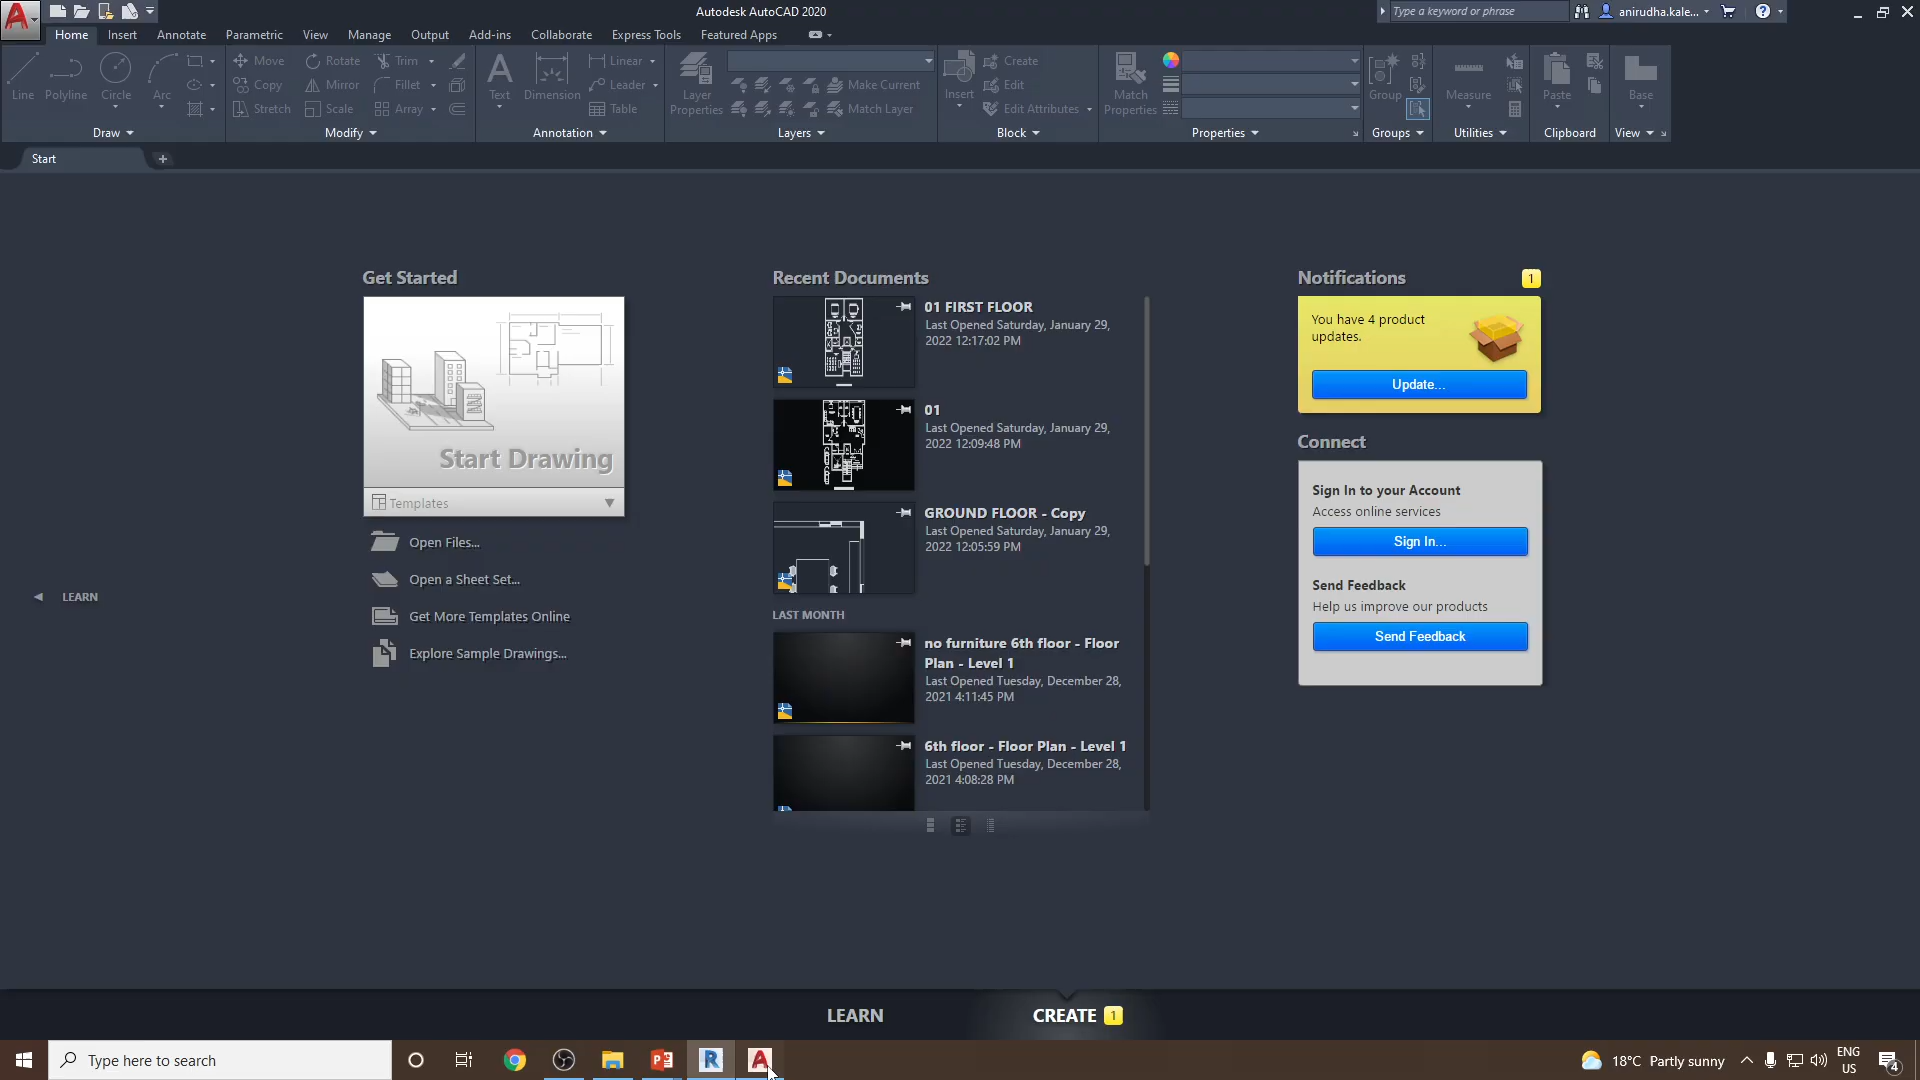 Autodesk AutoCAD 2020
Type a keyword or phrase
anirudha.kale...
Home Insert Annotate Parametric View Manage Output Add-ins Collaborate Express Tools Featured Apps
Line Polyline Circle Arc
Move Rotate Trim
Copy Mirror Fillet
Stretch Scale Array
Text Dimension
Linear
Leader
Table
Layer Properties
Make Current
Match Layer
Insert
Create
Edit
Edit Attributes
Match Properties
Group
Measure
Paste
Base
Draw Modify Annotation Layers Block Properties Groups Utilities Clipboard View
Start
Get Started
Start Drawing
Templates
Open Files...
Open a Sheet Set...
Get More Templates Online
Explore Sample Drawings...
LEARN
Recent Documents
01 FIRST FLOOR
Last Opened Saturday, January 29,
2022 12:17:02 PM
01
Last Opened Saturday, January 29,
2022 12:09:48 PM
GROUND FLOOR - Copy
Last Opened Saturday, January 29,
2022 12:05:59 PM
LAST MONTH
no furniture 6th floor - Floor
Plan - Level 1
Last Opened Tuesday, December 28,
2021 4:11:45 PM
6th floor - Floor Plan - Level 1
Last Opened Tuesday, December 28,
2021 4:08:28 PM
Notifications 1
You have 4 product
updates.
Update...
Connect
Sign In to your Account
Access online services
Sign In...
Send Feedback
Help us improve our products
Send Feedback
LEARN CREATE 1
Type here to search
18°C Partly sunny
ENG
US
4